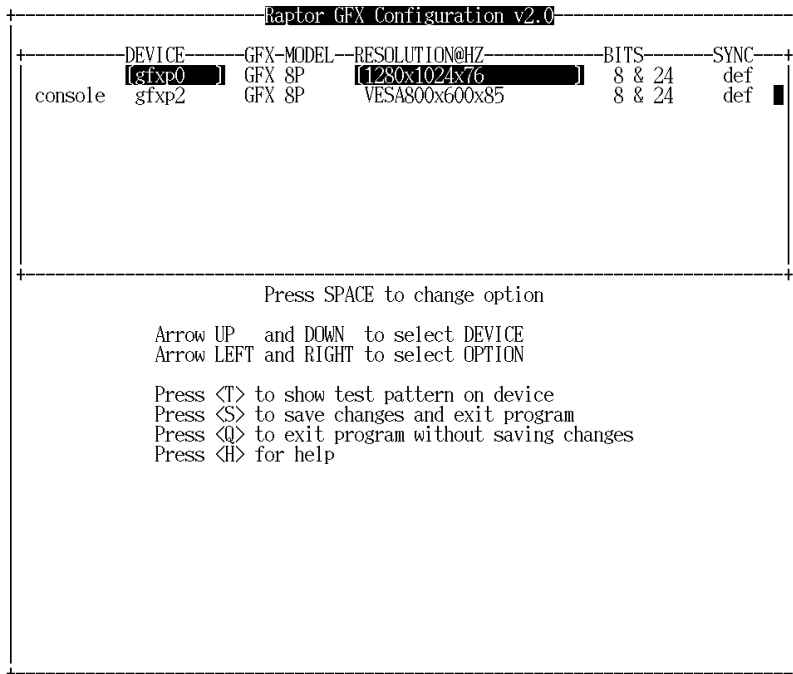 Raptor GFX Configuration v2.0
DEVICE GFX-MODEL RESOLUTION@HZ BITS SYNC
[gfxp0 ] GFX 8P [1280x1024x76 ] 8 & 24 def
console gfxp2 GFX 8P VESA800x600x85 8 & 24 def
Press SPACE to change option
Arrow UP and DOWN to select DEVICE
Arrow LEFT and RIGHT to select OPTION
Press <T> to show test pattern on device
Press <S> to save changes and exit program
Press <Q> to exit program without saving changes
Press <H> for help